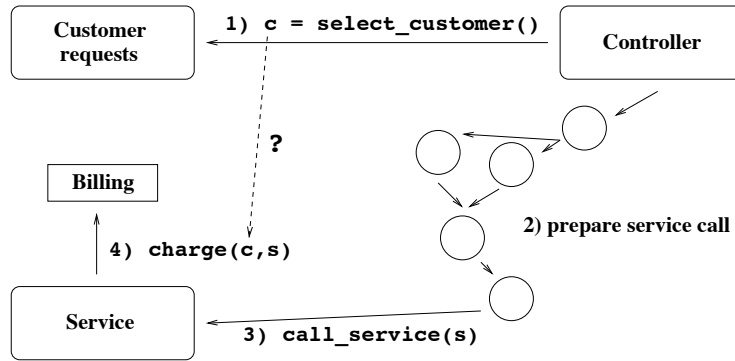 Customer
requests
1) c = select_customer()
Controller
?
Billing
2) prepare service call
4) charge(c,s)
Service
3) call_service(s)